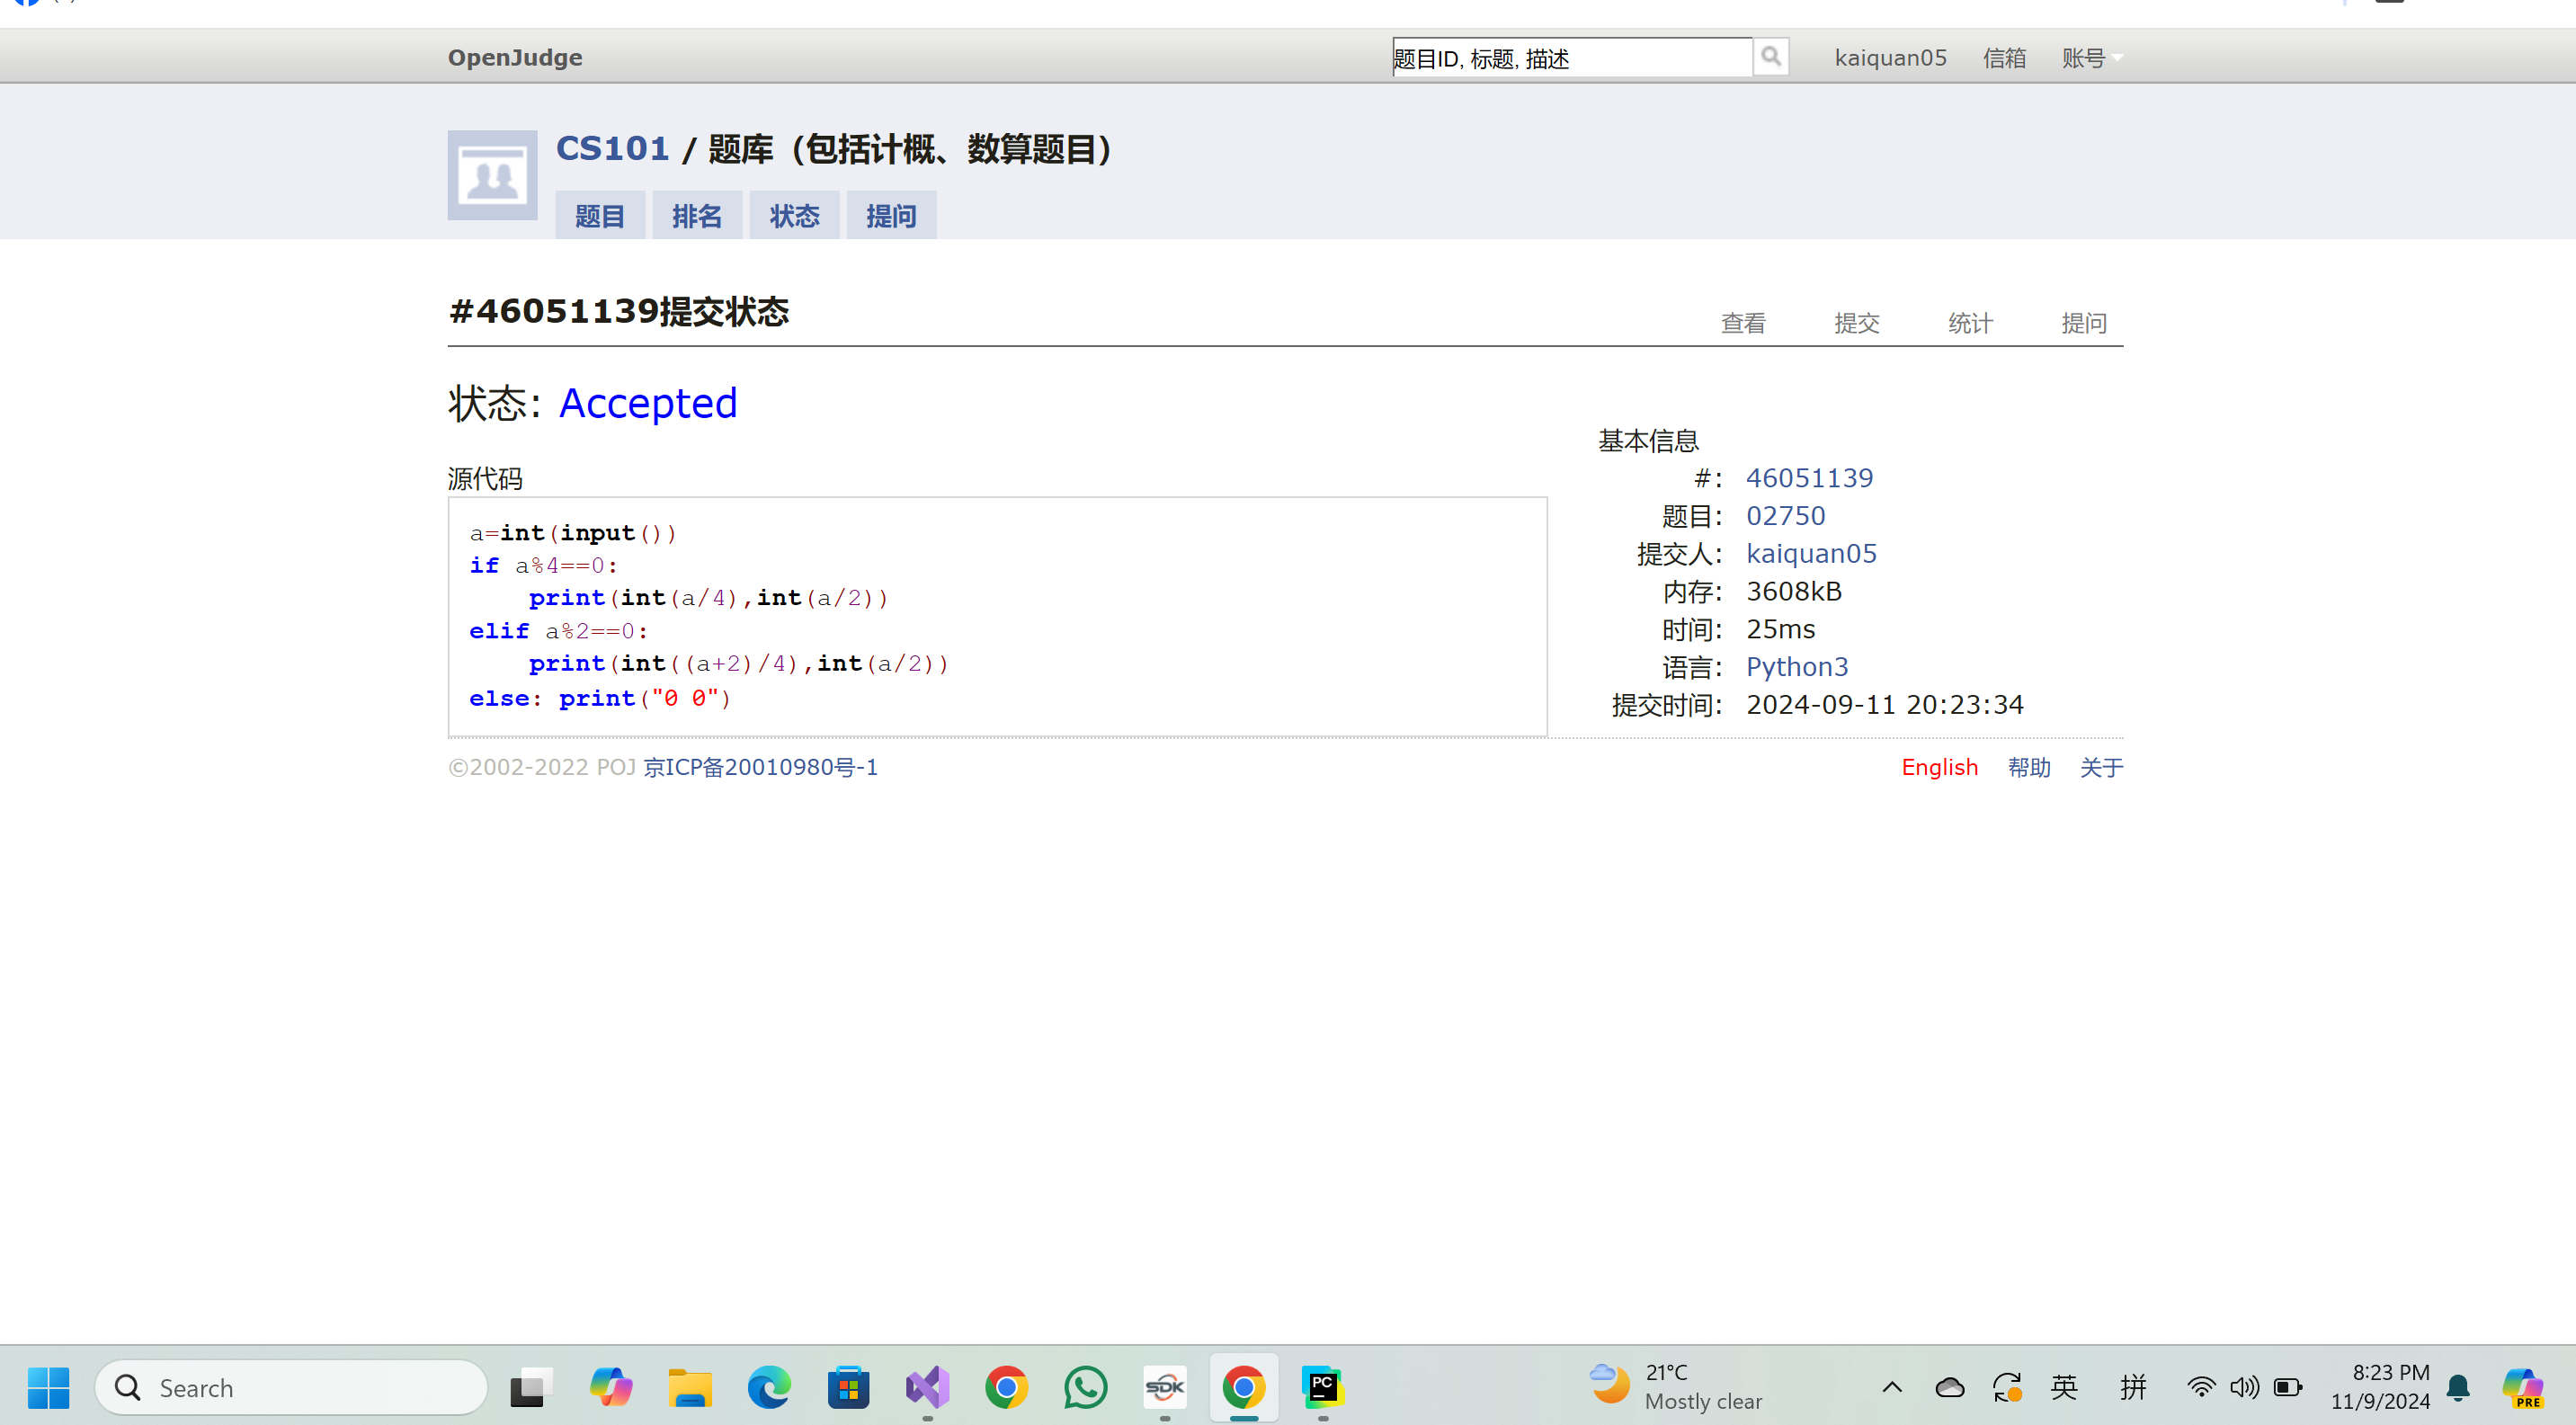 OpenJudge
题目ID, 标题, 描述
kaiquan05 信箱 账号
CS101 / 题库（包括计概、数算题目）
题目 排名 状态 提问
#46051139提交状态
查看 提交 统计 提问
状态: Accepted
源代码
a=int(input())
if a%4==0:
    print(int(a/4),int(a/2))
elif a%2==0:
    print(int((a+2)/4),int(a/2))
else: print("0 0")
基本信息
#: 46051139
题目: 02750
提交人: kaiquan05
内存: 3608kB
时间: 25ms
语言: Python3
提交时间: 2024-09-11 20:23:34
©2002-2022 POJ 京ICP备20010980号-1
English 帮助 关于
Search
SDK
PC
21°C
Mostly clear
英 拼
8:23 PM
11/9/2024
PRE